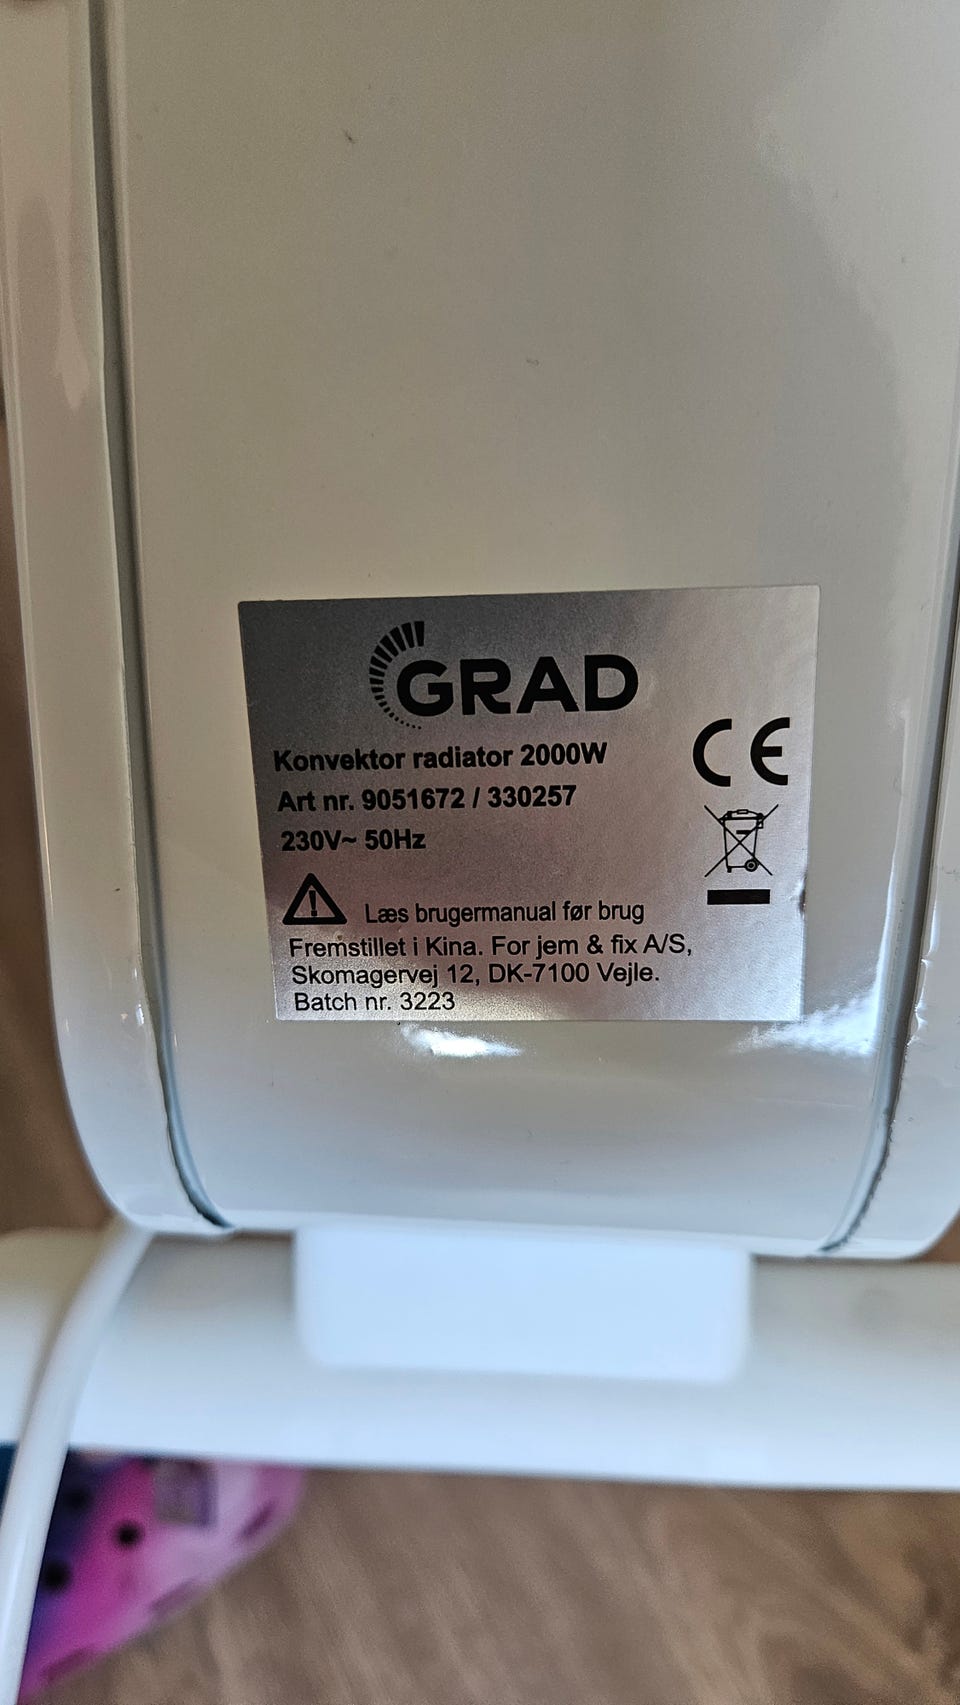 GRAD
Konvektor radiator 2000W
Art nr. 9051672 / 330257
230V~ 50Hz
CE
Læs brugermanual før brug
Fremstillet i Kina. For jem & fix A/S,
Skomagervej 12, DK-7100 Vejle.
Batch nr. 3223